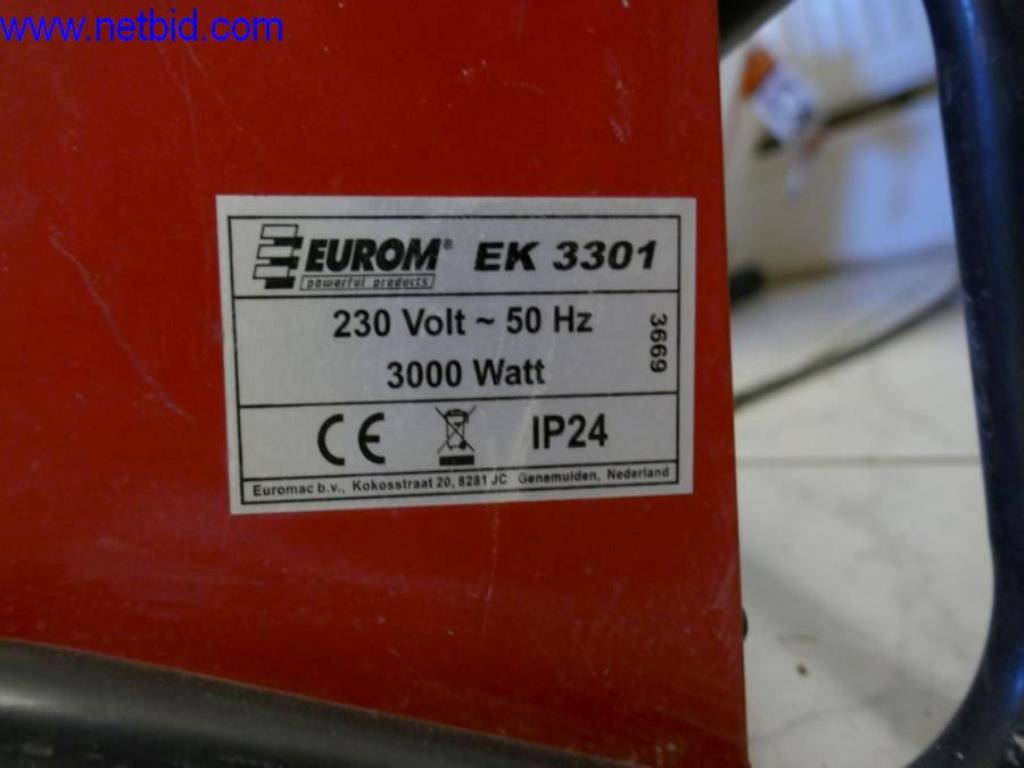 www.netbid.com
EUROM® EK 3301
powerful products
230 Volt ~ 50 Hz
3000 Watt
3669
CE IP24
Euromac b.v., Kokosstraat 20, 8281 JC Genemuiden, Nederland